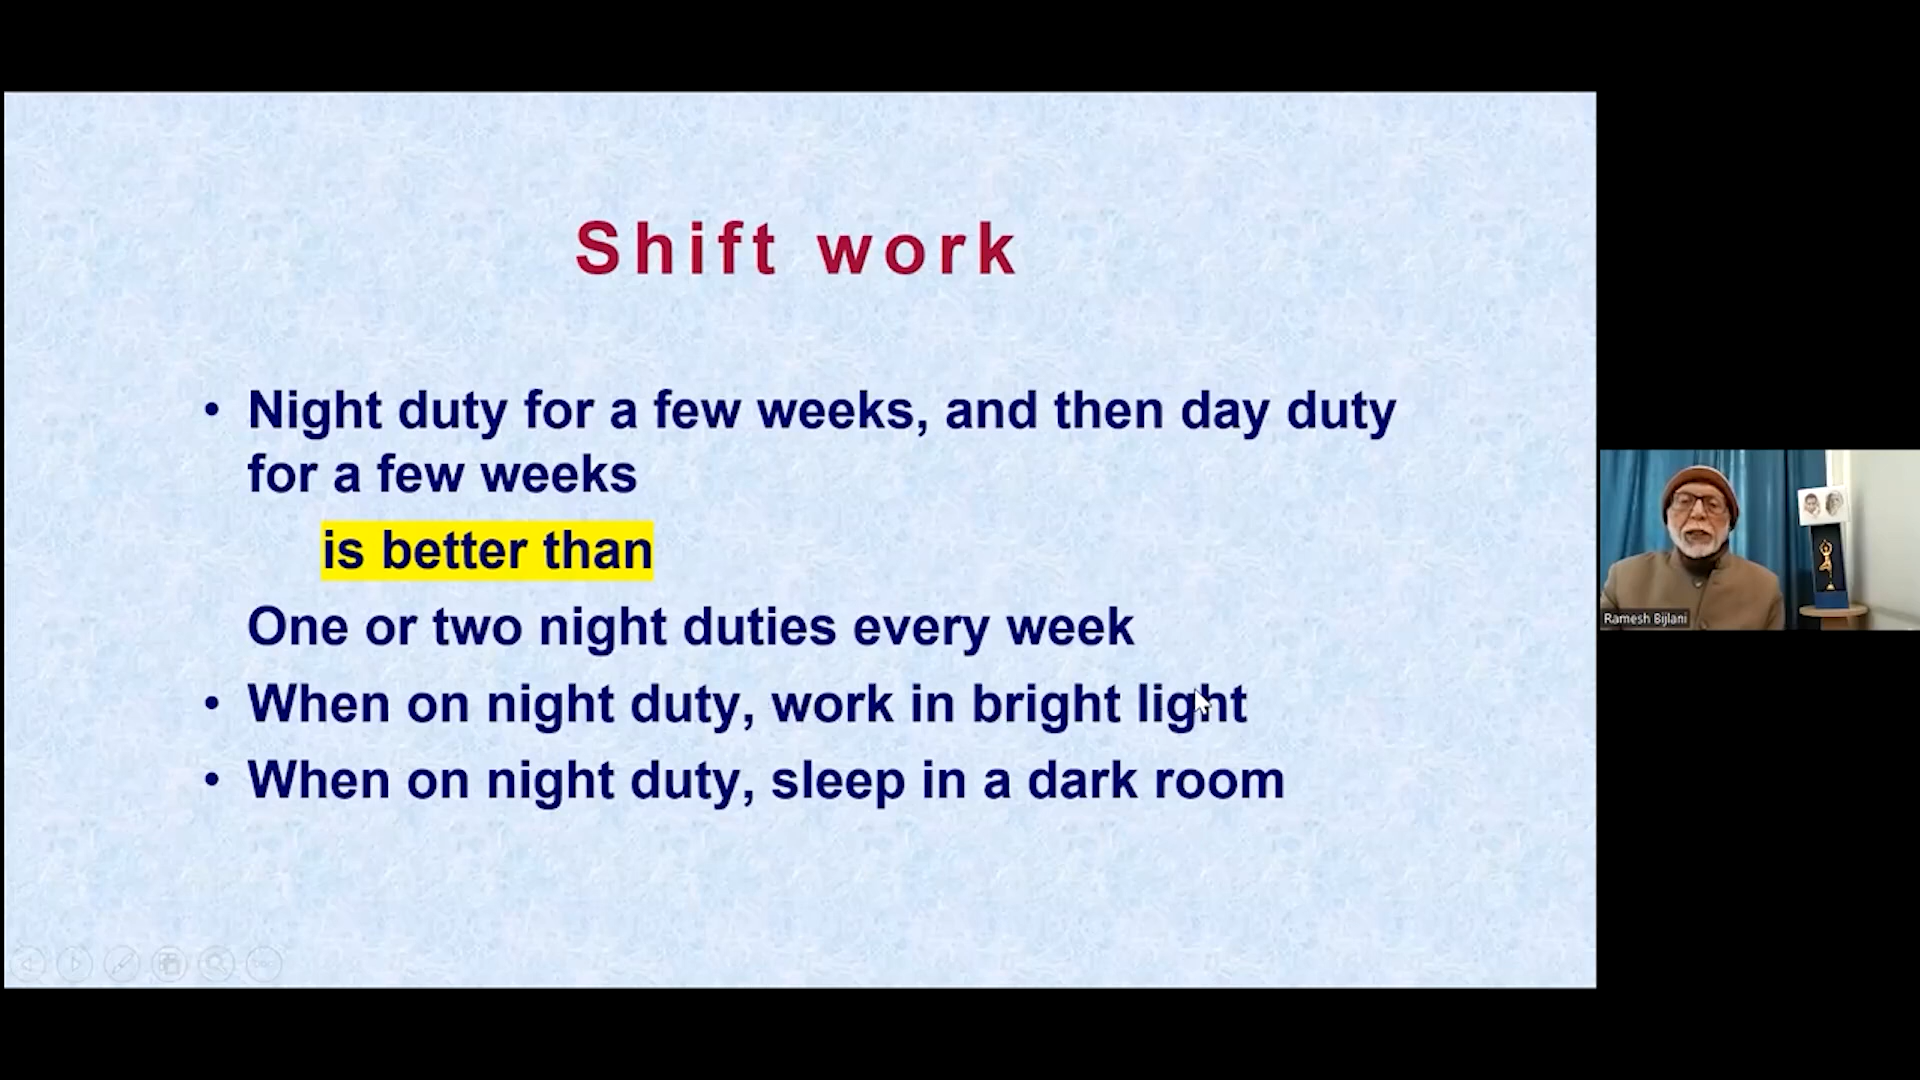 Shift work
• Night duty for a few weeks, and then day duty
for a few weeks
is better than
One or two night duties every week
• When on night duty, work in bright light
• When on night duty, sleep in a dark room
Ramesh Bijlani